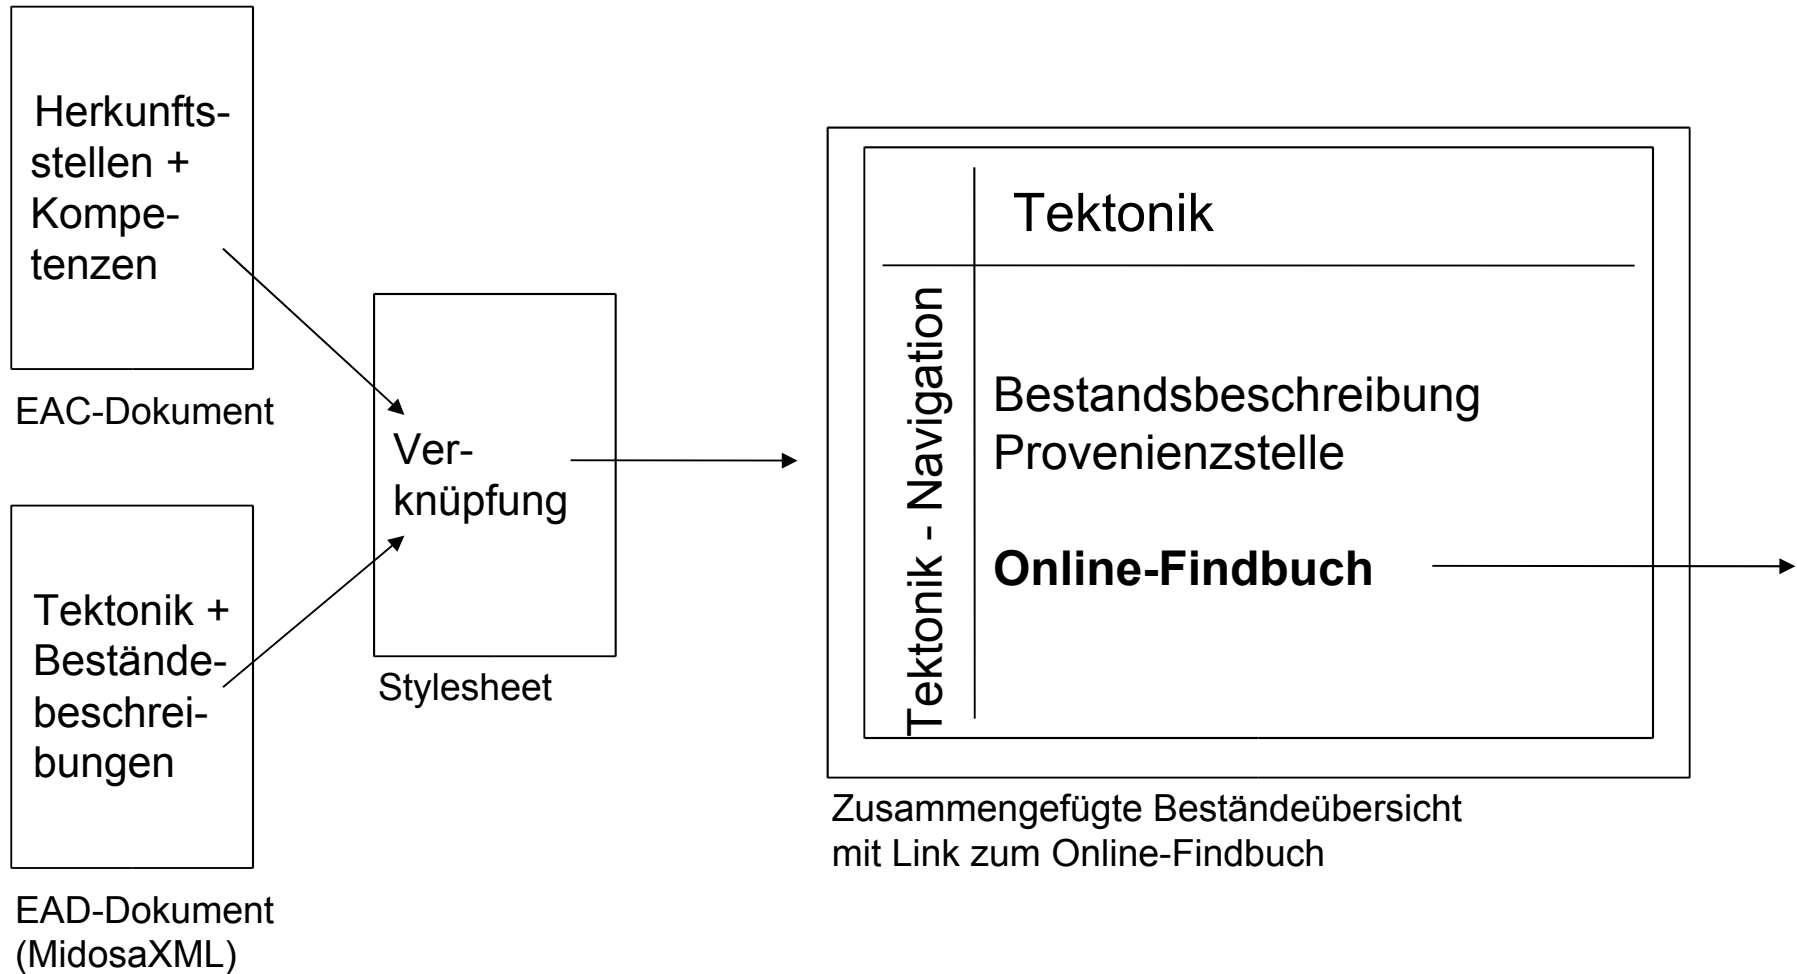 Herkunfts-
stellen +
Kompe-
tenzen
EAC-Dokument
Tektonik +
Bestände-
beschrei-
bungen
EAD-Dokument
(MidosaXML)
Ver-
knüpfung
Stylesheet
Tektonik
Tektonik - Navigation
Bestandsbeschreibung
Provenienzstelle
Online-Findbuch
Zusammengefügte Beständeübersicht
mit Link zum Online-Findbuch